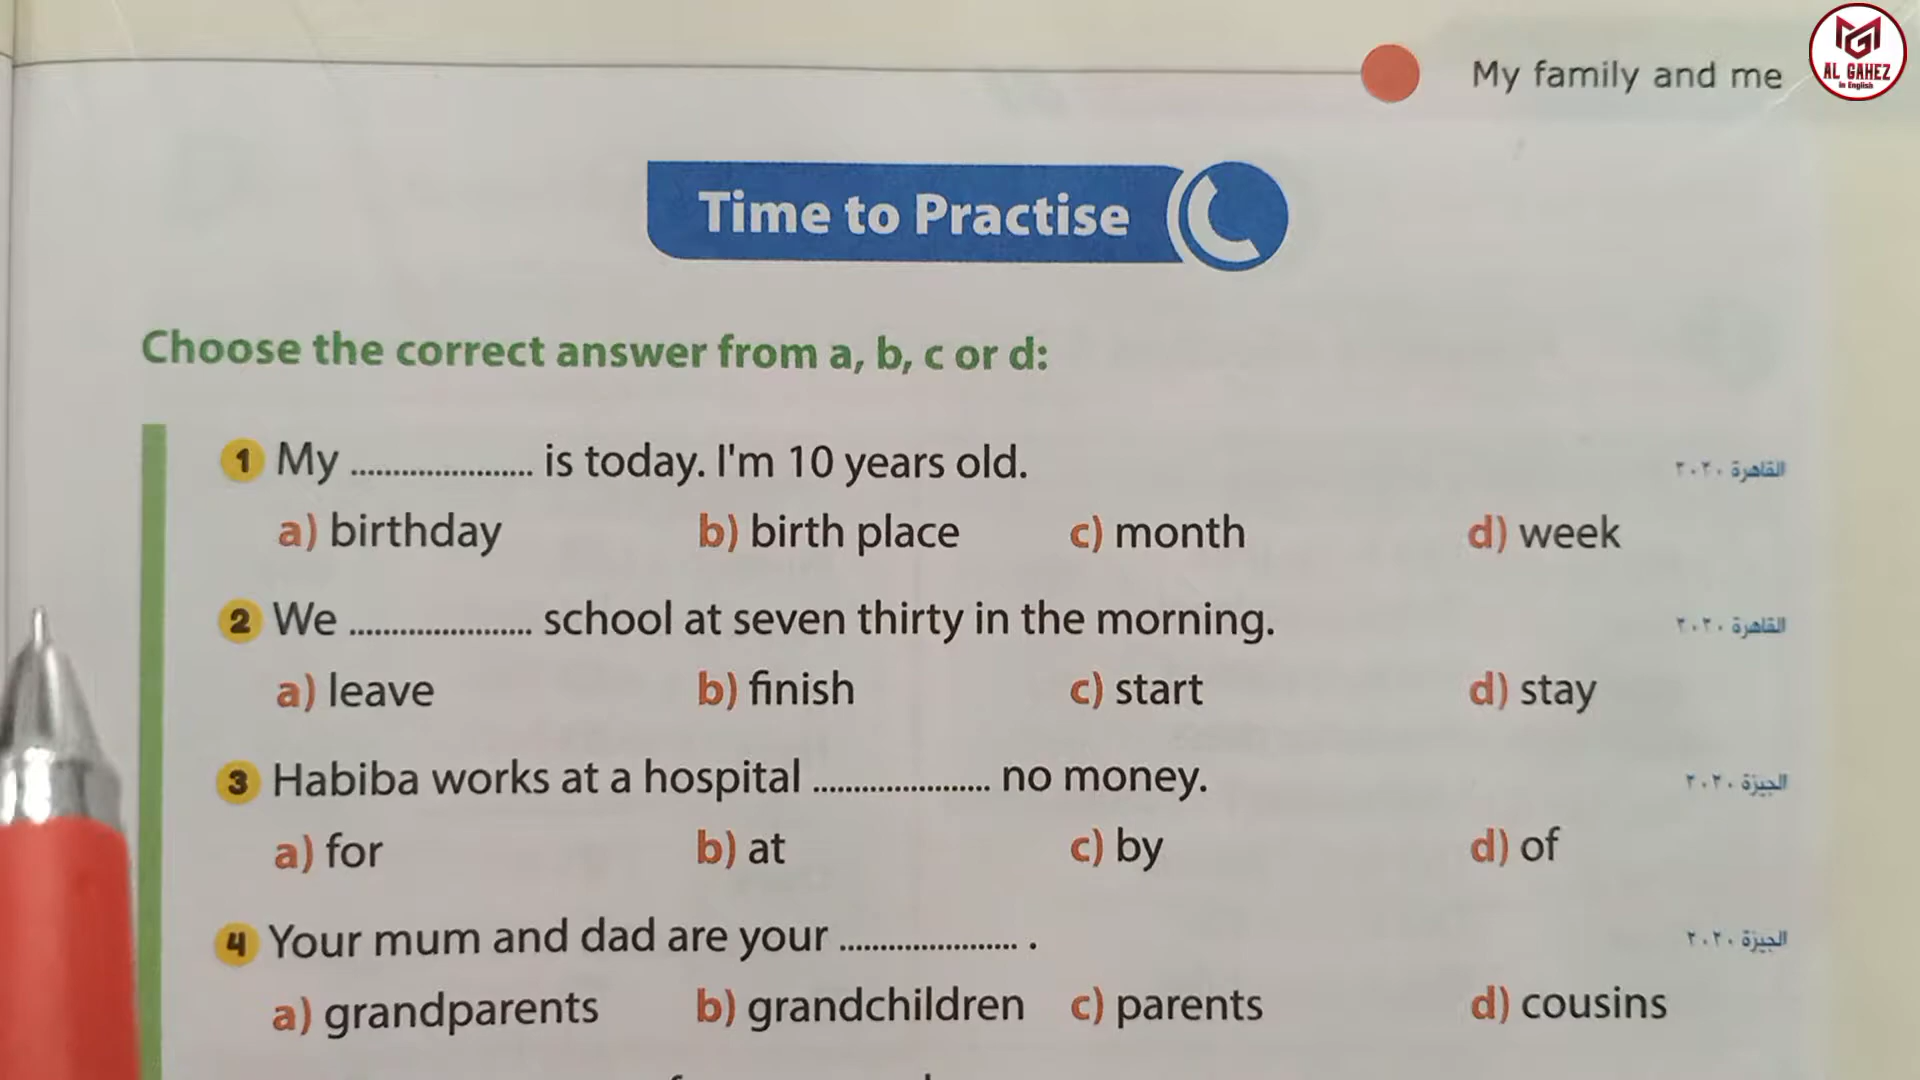 My family and me
AL GAHEZ
in English
Time to Practise
Choose the correct answer from a, b, c or d:
1 My ...................... is today. I'm 10 years old. القاهرة ٢٠٢٠
a) birthday b) birth place c) month d) week
2 We ...................... school at seven thirty in the morning. القاهرة ٢٠٢٠
a) leave b) finish c) start d) stay
3 Habiba works at a hospital ..................... no money. الجيزة ٢٠٢٠
a) for b) at c) by d) of
4 Your mum and dad are your ..................... . الجيزة ٢٠٢٠
a) grandparents b) grandchildren c) parents d) cousins